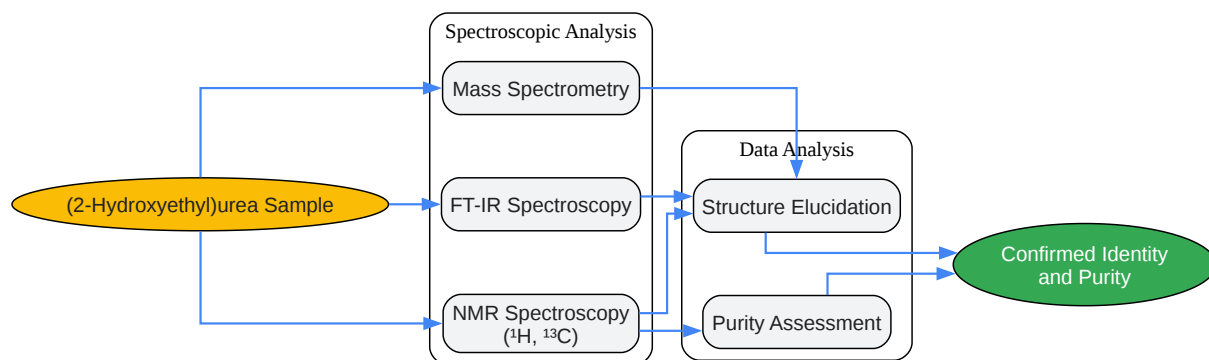 Spectroscopic Analysis
Mass Spectrometry
(2-Hydroxyethyl)urea Sample
FT-IR Spectroscopy
NMR Spectroscopy
(¹H, ¹³C)
Data Analysis
Structure Elucidation
Purity Assessment
Confirmed Identity
and Purity